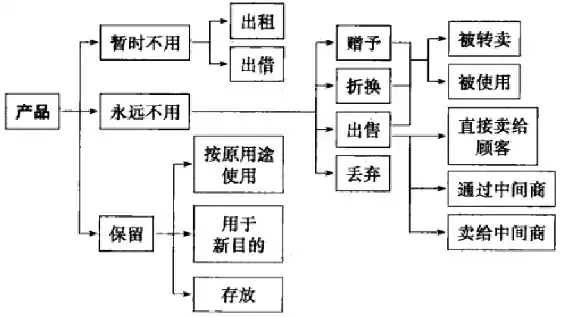 产品
暂时不用
出租
出借
永远不用
赠予
折换
出售
丢弃
被转卖
被使用
直接卖给
顾客
通过中间商
卖给中间商
保留
按原用途
使用
用于
新目的
存放